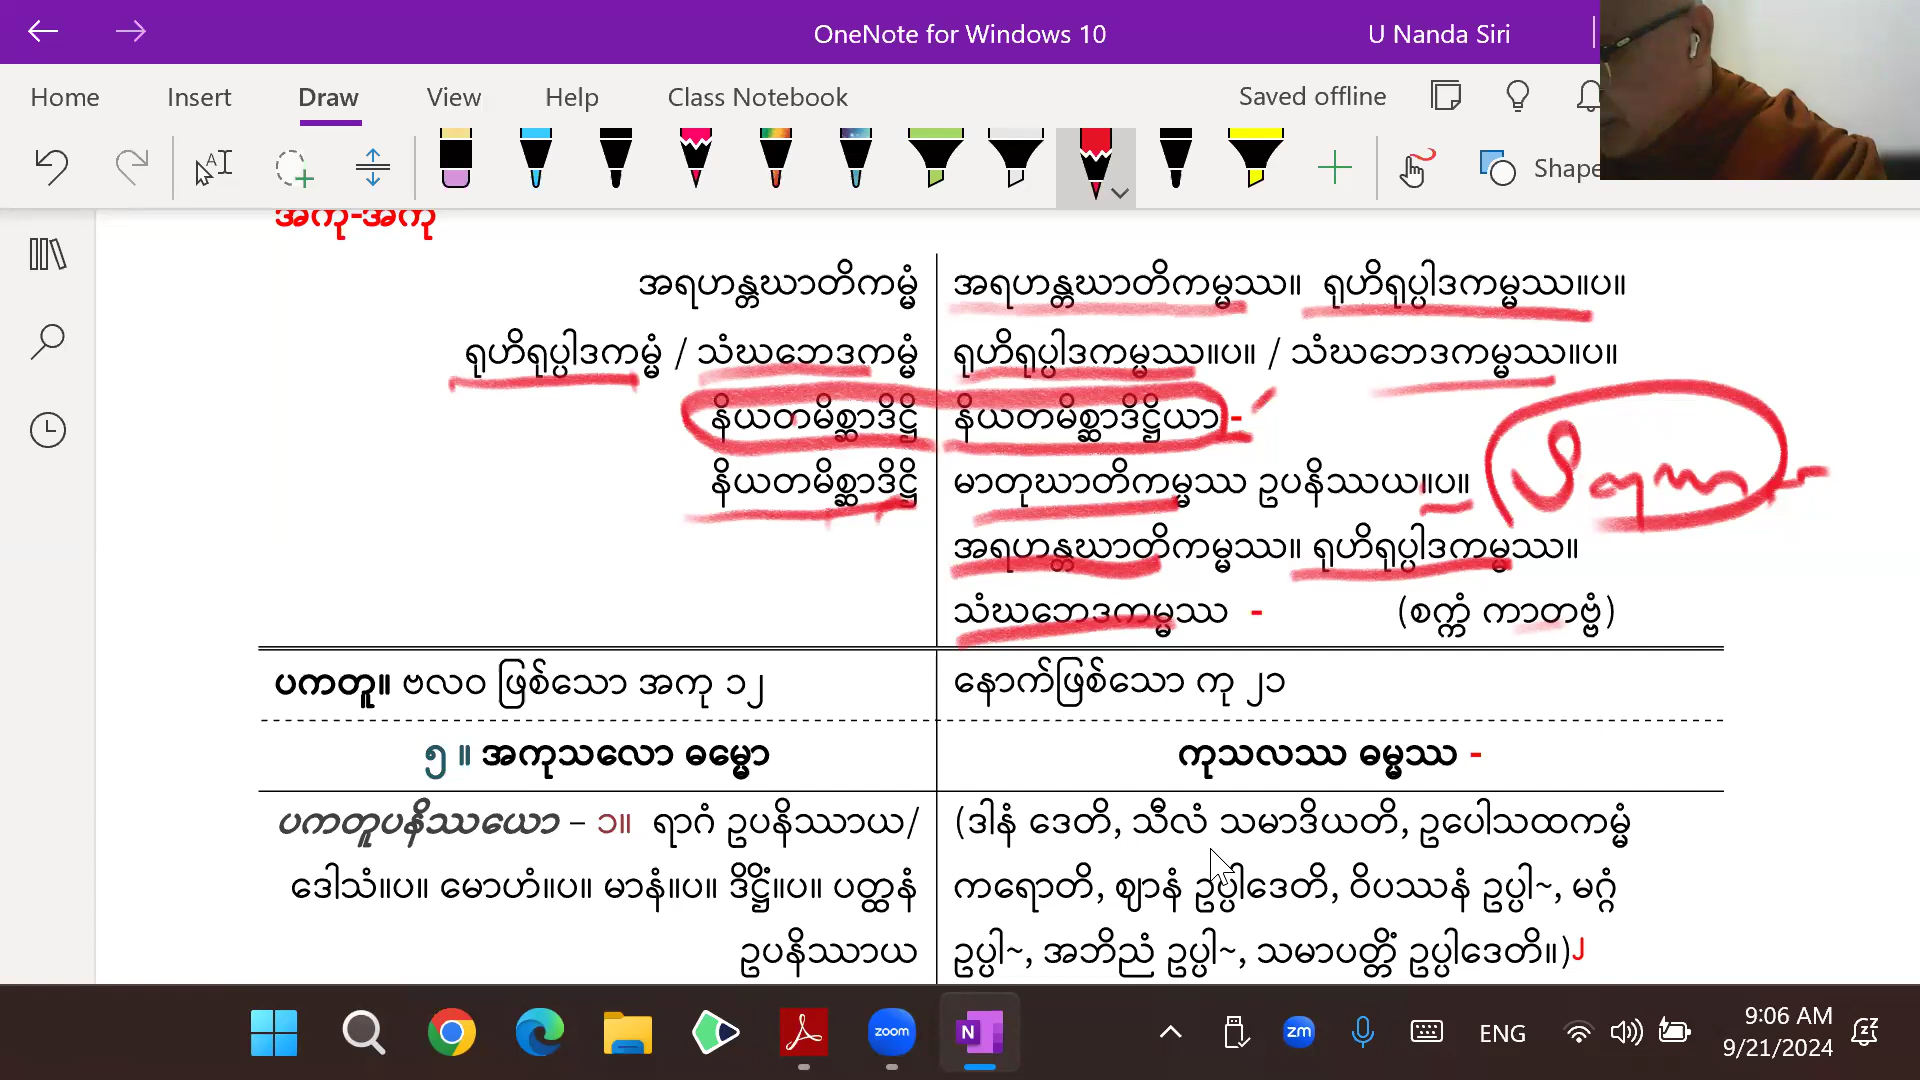 OneNote for Windows 10
U Nanda Siri
Home Insert Draw View Help Class Notebook
Saved offline
Shape
အကု-အကု
အရဟန္တဃာတိကမ္မံ
အရဟန္တဃာတိကမ္မဿ။ ရုဟိရုပ္ပါဒကမ္မဿ။ပ။
ရုဟိရုပ္ပါဒကမ္မံ / သံဃဘေဒကမ္မံ
ရုဟိရုပ္ပါဒကမ္မဿ။ပ။ / သံဃဘေဒကမ္မဿ။ပ။
နိယတမိစ္ဆာဒိဋ္ဌိ
နိယတမိစ္ဆာဒိဋ္ဌိယာ -
နိယတမိစ္ဆာဒိဋ္ဌိ
မာတုဃာတိကမ္မဿ ဥပနိဿယ။ပ။
အရဟန္တဃာတိကမ္မဿ။ ရုဟိရုပ္ပါဒကမ္မဿ။
သံဃဘေဒကမ္မဿ - (စက္ကံ ကာတဗ္ဗံ)
ပကတူ။ ဗလဝ ဖြစ်သော အကု ၁၂
နောက်ဖြစ်သော ကု ၂၁
၅ ။ အကုသလော ဓမ္မော
ကုသလဿ ဓမ္မဿ -
ပကတူပနိဿယော – ၁။ ရာဂံ ဥပနိဿာယ/
(ဒါနံ ဒေတိ, သီလံ သမာဒိယတိ, ဥပေါသထကမ္မံ
ဒေါသံ။ပ။ မောဟံ။ပ။ မာနံ။ပ။ ဒိဋ္ဌိံ။ပ။ ပတ္ထနံ
ကရောတိ, ဈာနံ ဥပ္ပါဒေတိ, ဝိပဿနံ ဥပ္ပါ~, မဂ္ဂံ
ဥပနိဿာယ
ဥပ္ပါ~, အဘိညံ ဥပ္ပါ~, သမာပတ္တိံ ဥပ္ပါဒေတိ။)၂
zoom
zm
ENG
9:06 AM
9/21/2024